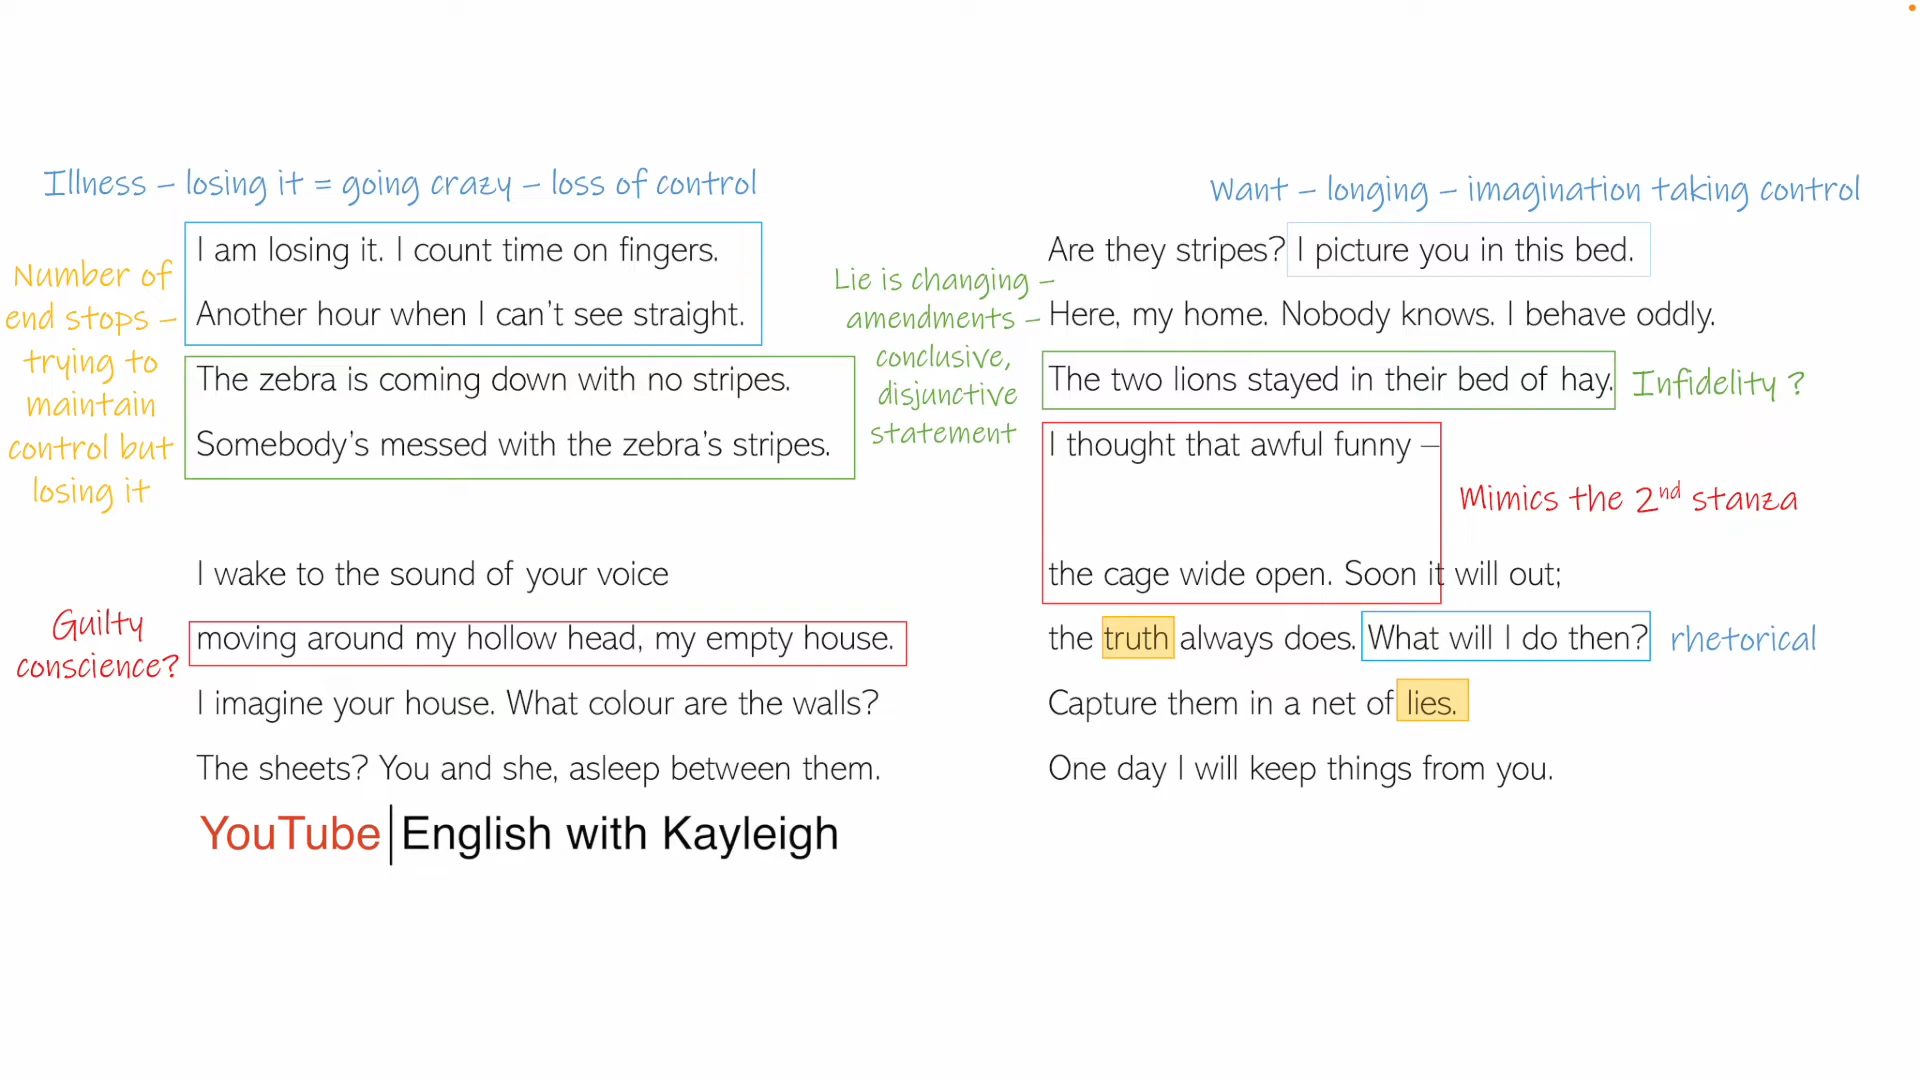 Illness – losing it = going crazy – loss of control
I am losing it. I count time on fingers.
Another hour when I can't see straight.
The zebra is coming down with no stripes.
Somebody's messed with the zebra's stripes.
Number of
end stops –
trying to
maintain
control but
losing it
Lie is changing –
amendments –
conclusive,
disjunctive
statement
I wake to the sound of your voice
moving around my hollow head, my empty house.
I imagine your house. What colour are the walls?
The sheets? You and she, asleep between them.
Guilty
conscience?
YouTube|English with Kayleigh
Want – longing – imagination taking control
Are they stripes? I picture you in this bed.
Here, my home. Nobody knows. I behave oddly.
The two lions stayed in their bed of hay.
Infidelity ?
I thought that awful funny –
Mimics the 2nd stanza
the cage wide open. Soon it will out;
the truth always does. What will I do then?
rhetorical
Capture them in a net of lies.
One day I will keep things from you.